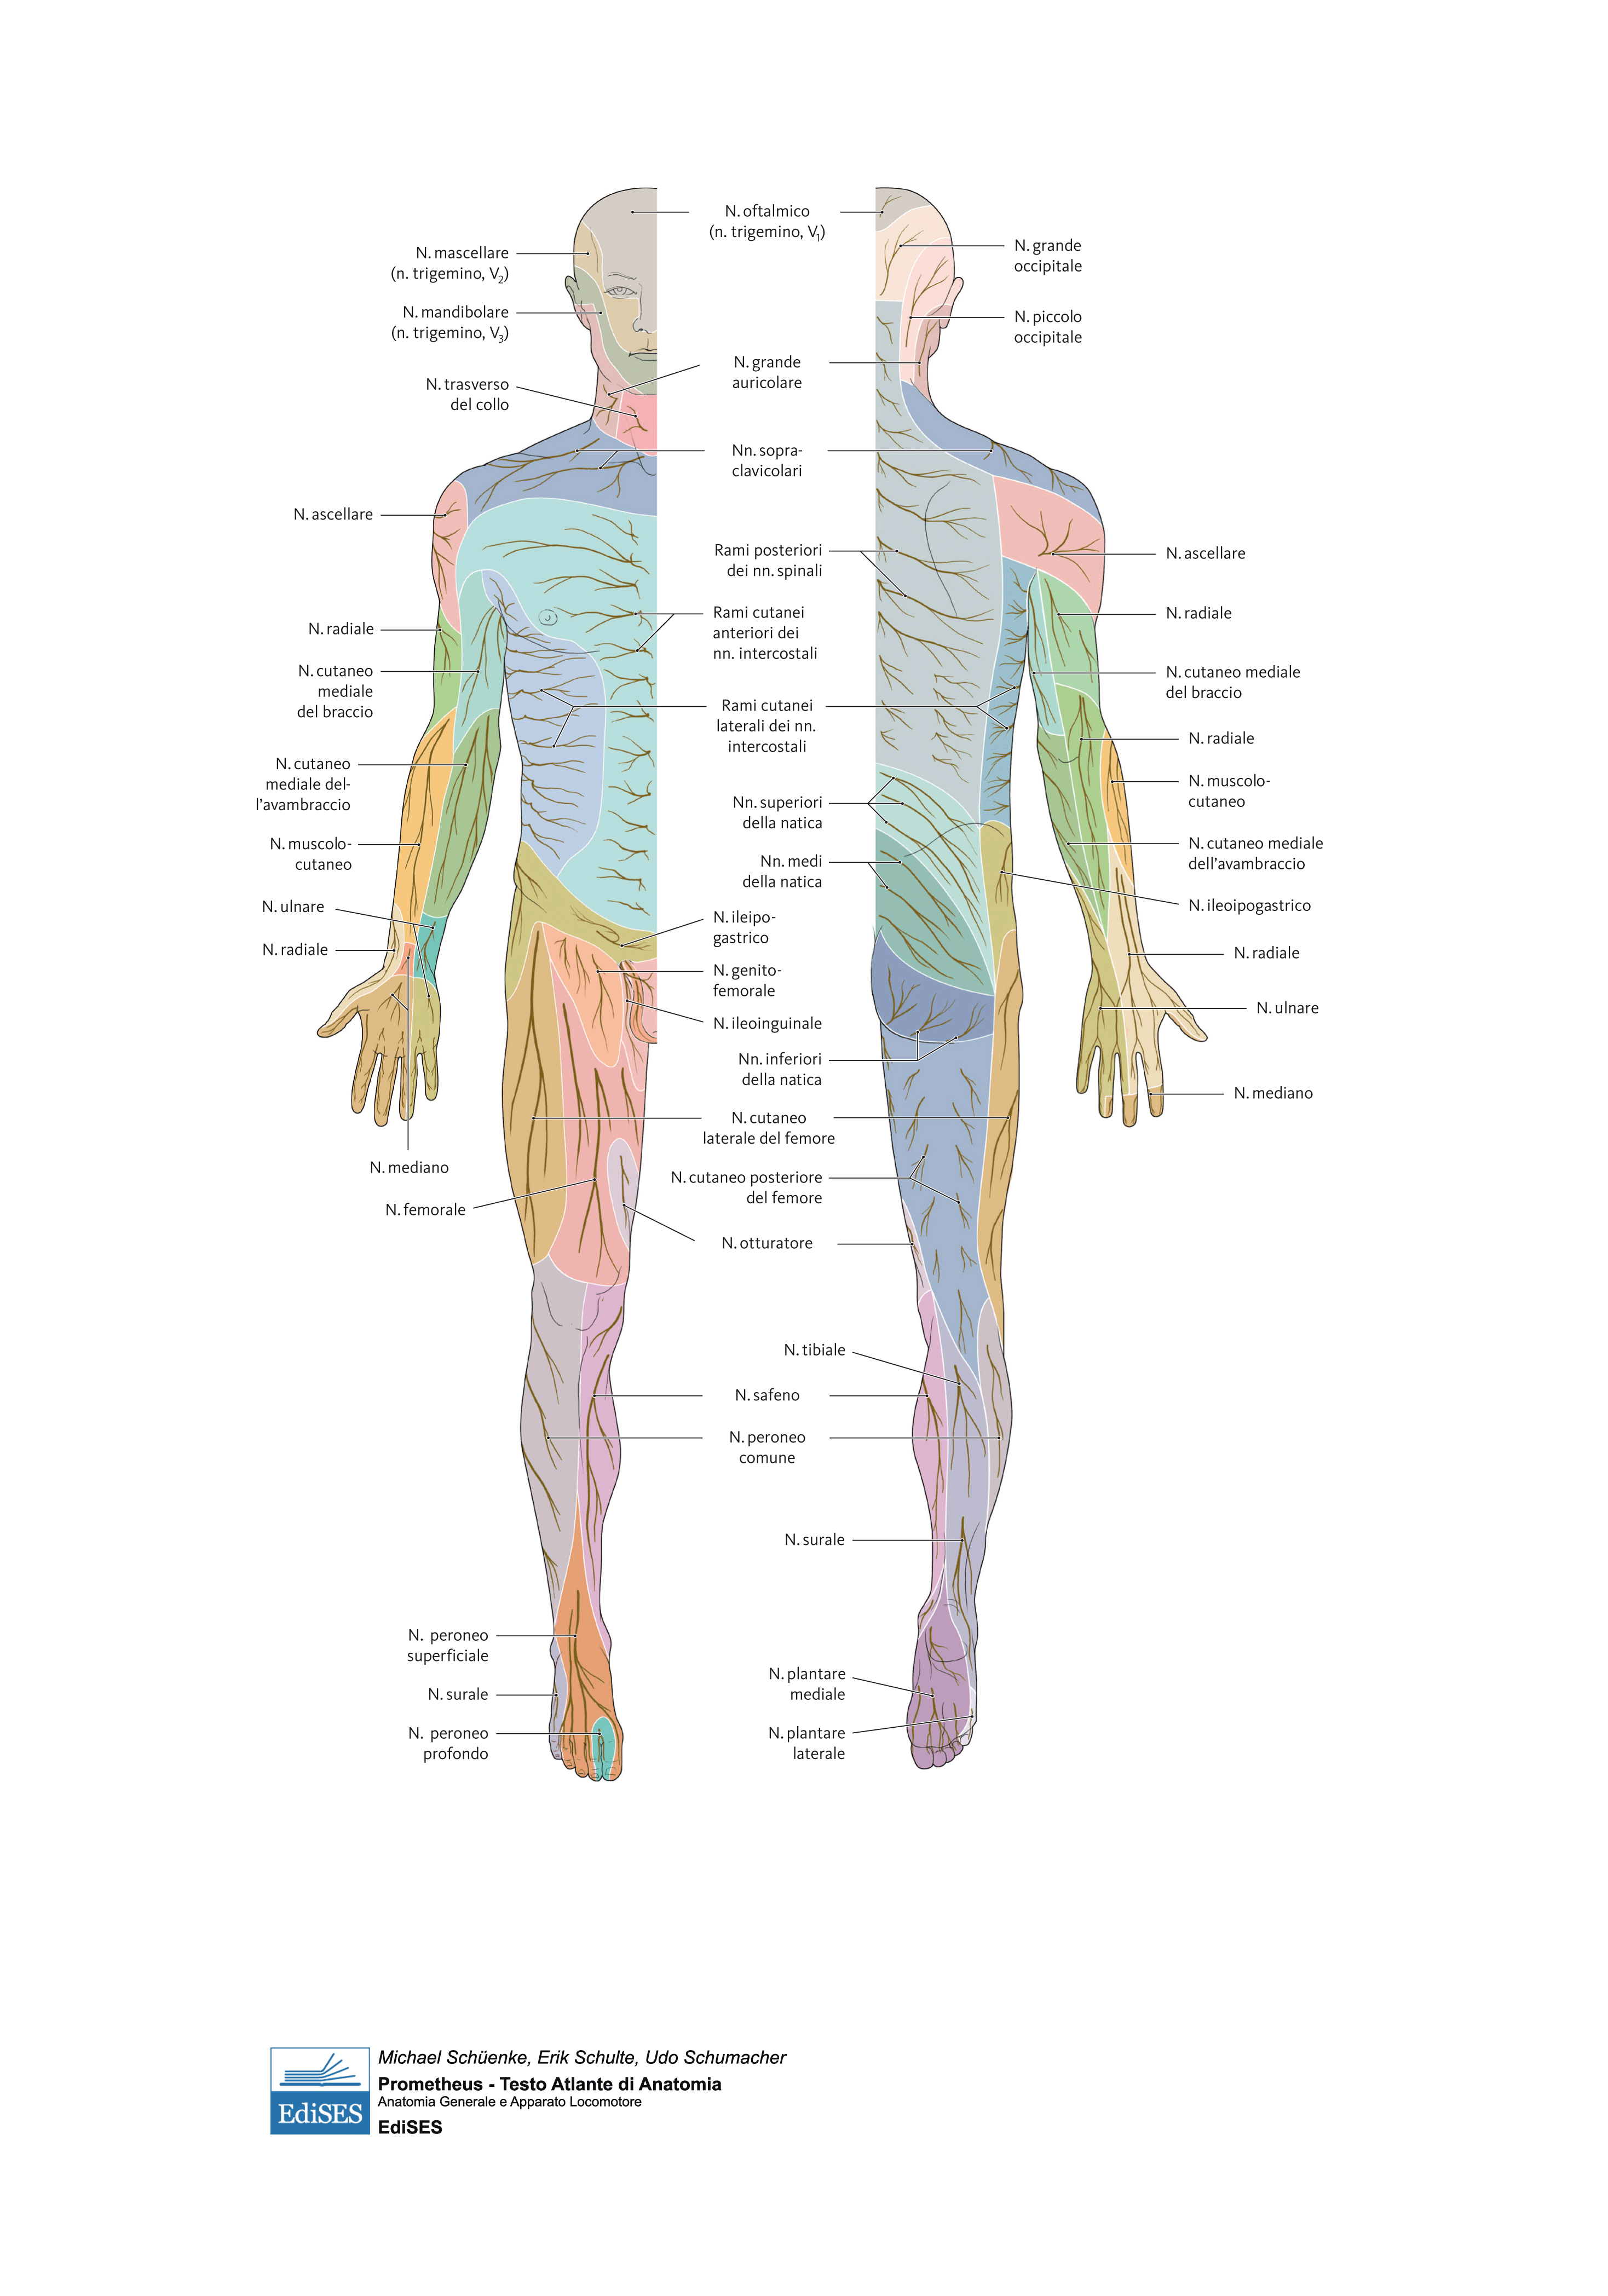 N. oftalmico
(n. trigemino, V1)
N. mascellare
(n. trigemino, V2)
N. mandibolare
(n. trigemino, V3)
N. trasverso
del collo
N. grande
auricolare
Nn. sopra-
clavicolari
N. ascellare
Rami posteriori
dei nn. spinali
Rami cutanei
anteriori dei
nn. intercostali
N. radiale
N. cutaneo
mediale
del braccio
Rami cutanei
laterali dei nn.
intercostali
N. cutaneo
mediale del-
l'avambraccio
N. muscolo-
cutaneo
Nn. superiori
della natica
Nn. medi
della natica
N. ulnare
N. radiale
N. ileipo-
gastrico
N. genito-
femorale
N. ileoinguinale
Nn. inferiori
della natica
N. cutaneo
laterale del femore
N. mediano
N. femorale
N. cutaneo posteriore
del femore
N. otturatore
N. tibiale
N. safeno
N. peroneo
comune
N. surale
N. peroneo
superficiale
N. surale
N. peroneo
profondo
N. plantare
mediale
N. plantare
laterale
N. grande
occipitale
N. piccolo
occipitale
N. ascellare
N. radiale
N. cutaneo mediale
del braccio
N. radiale
N. muscolo-
cutaneo
N. cutaneo mediale
dell'avambraccio
N. ileoipogastrico
N. radiale
N. ulnare
N. mediano
EdiSES
Michael Schüenke, Erik Schulte, Udo Schumacher
Prometheus - Testo Atlante di Anatomia
Anatomia Generale e Apparato Locomotore
EdiSES